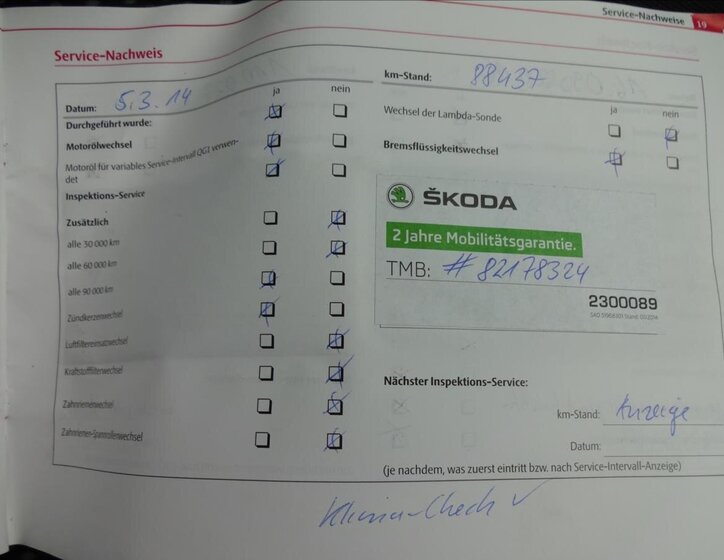 Service-Nachweise 19
Service-Nachweis
ja nein
Datum: 5.3.14
Durchgeführt wurde:
Motorölwechsel
Motoröl für variables Service-Intervall QG1 verwen-
det
Inspektions-Service
Zusätzlich
alle 30 000 km
alle 60 000 km
alle 90 000 km
Zündkerzenwechsel
Luftfiltereinsatzwechsel
Kraftstofffilterwechsel
Zahnriemenwechsel
Zahnriemen-Spannrollenwechsel
km-Stand: 88437
ja nein
Wechsel der Lambda-Sonde
Bremsflüssigkeitswechsel
ŠKODA
2 Jahre Mobilitätsgarantie.
TMB: #82178324
2300089
Nächster Inspektions-Service:
km-Stand: Anzeige
Datum:
(je nachdem, was zuerst eintritt bzw. nach Service-Intervall-Anzeige)
Klima-Check ✓